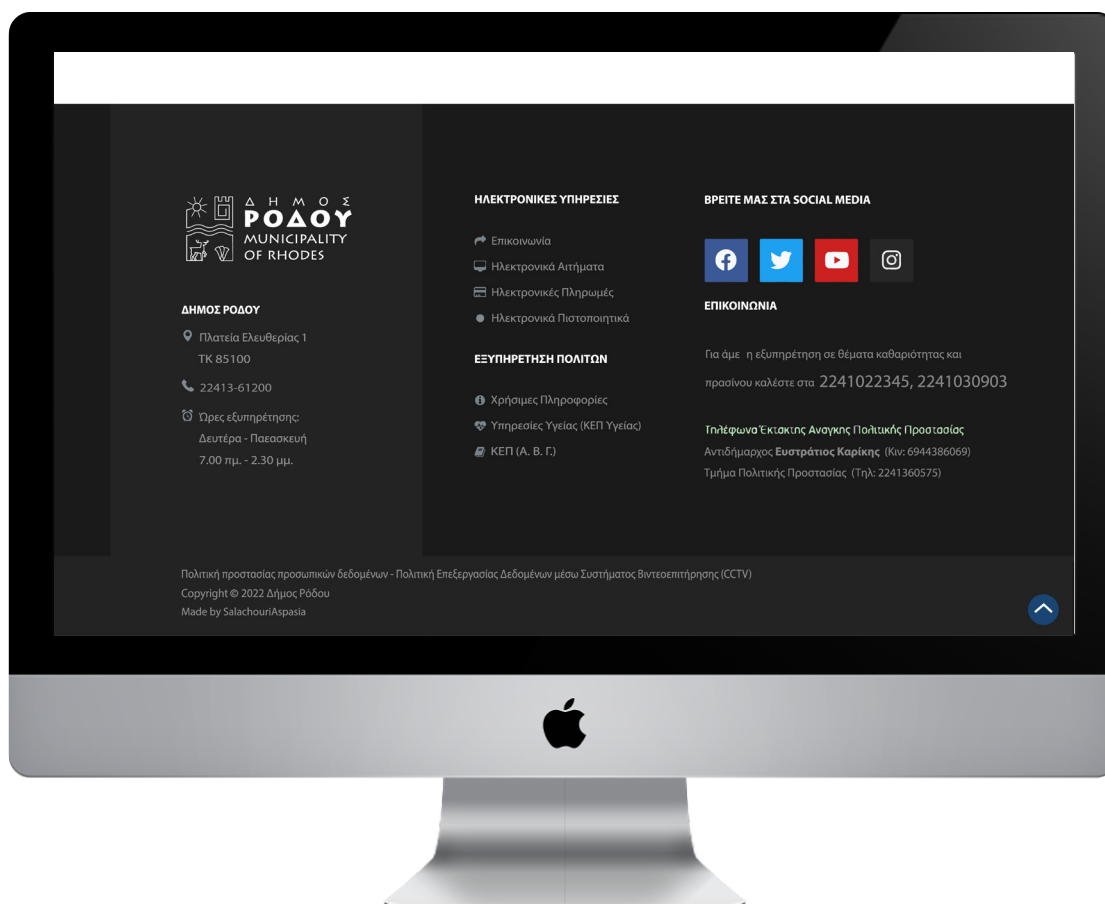 ΔΗΜΟΣ
ΡΟΔΟΥ
MUNICIPALITY
OF RHODES
ΔΗΜΟΣ ΡΟΔΟΥ
Πλατεία Ελευθερίας 1
ΤΚ 85100
22413-61200
Ώρες εξυπηρέτησης:
Δευτέρα - Παεασκευή
7.00 πμ. - 2.30 μμ.
ΗΛΕΚΤΡΟΝΙΚΕΣ ΥΠΗΡΕΣΙΕΣ
Επικοινωνία
Ηλεκτρονικά Αιτήματα
Ηλεκτρονικές Πληρωμές
Ηλεκτρονικά Πιστοποιητικά
ΕΞΥΠΗΡΕΤΗΣΗ ΠΟΛΙΤΩΝ
Χρήσιμες Πληροφορίες
Υπηρεσίες Υγείας (ΚΕΠ Υγείας)
ΚΕΠ (Α. Β. Γ.)
ΒΡΕΙΤΕ ΜΑΣ ΣΤΑ SOCIAL MEDIA
ΕΠΙΚΟΙΝΩΝΙΑ
Για άμε η εξυπηρέτηση σε θέματα καθαριότητας και
πρασίνου καλέστε στα 2241022345, 2241030903
Τηλέφωνα Έκτακτης Αναγκης Πολιτικής Προστασίας
Αντιδήμαρχος Ευστράτιος Καρίκης (Κιν: 6944386069)
Τμήμα Πολιτικής Προστασίας (Τηλ: 2241360575)
Πολιτική προστασίας προσωπικών δεδομένων - Πολιτική Επεξεργασίας Δεδομένων μέσω Συστήματος Βιντεοεπιτήρησης (CCTV)
Copyright © 2022 Δήμος Ρόδου
Made by SalachouriAspasia